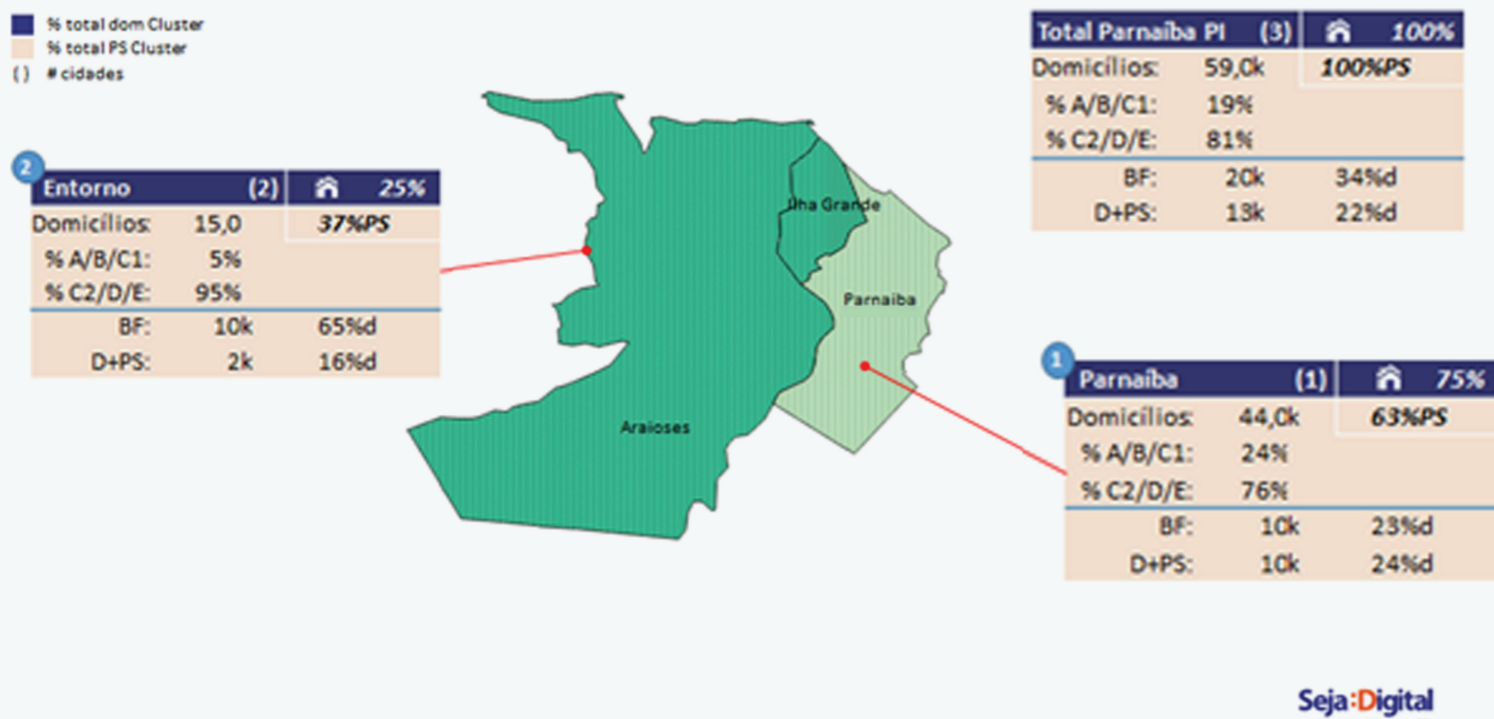 % total dom Cluster
% total PS Cluster
( ) # cidades
Total Parnaíba PI (3) 100%
Domicílios: 59,0k 100%PS
% A/B/C1: 19%
% C2/D/E: 81%
BF: 20k 34%d
D+PS: 13k 22%d
2
Entorno (2) 25%
Domicílios: 15,0 37%PS
% A/B/C1: 5%
% C2/D/E: 95%
BF: 10k 65%d
D+PS: 2k 16%d
Ilha Grande
Parnaíba
Araioses
1
Parnaíba (1) 75%
Domicílios: 44,0k 63%PS
% A/B/C1: 24%
% C2/D/E: 76%
BF: 10k 23%d
D+PS: 10k 24%d
Seja:Digital